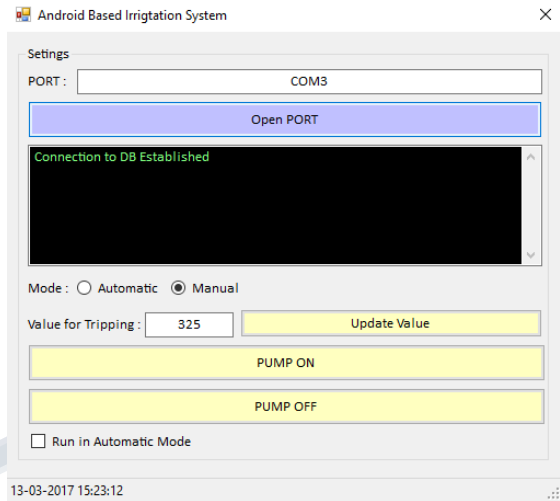 Android Based Irrigtation System
Setings
PORT : COM3
Open PORT
Connection to DB Established
Mode : Automatic Manual
Value for Tripping : 325 Update Value
PUMP ON
PUMP OFF
Run in Automatic Mode
13-03-2017 15:23:12